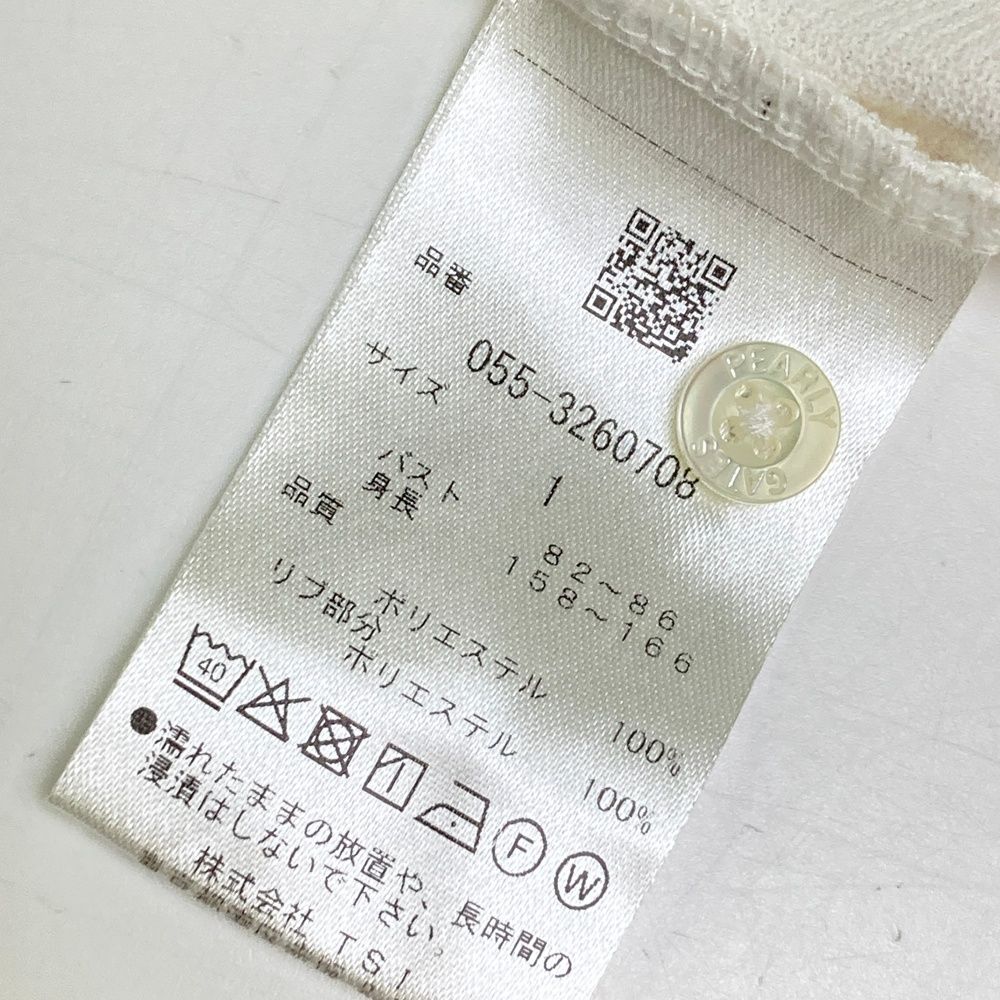 品番
055-3260708
サイズ
1
バスト 82~86
身長 158~166
品質
ポリエステル 100%
リブ部分
ポリエステル 100%
40
F W
●濡れたままの放置や、長時間の
浸漬はしないで下さい。
株式会社 TSI
PEARLY
GATES